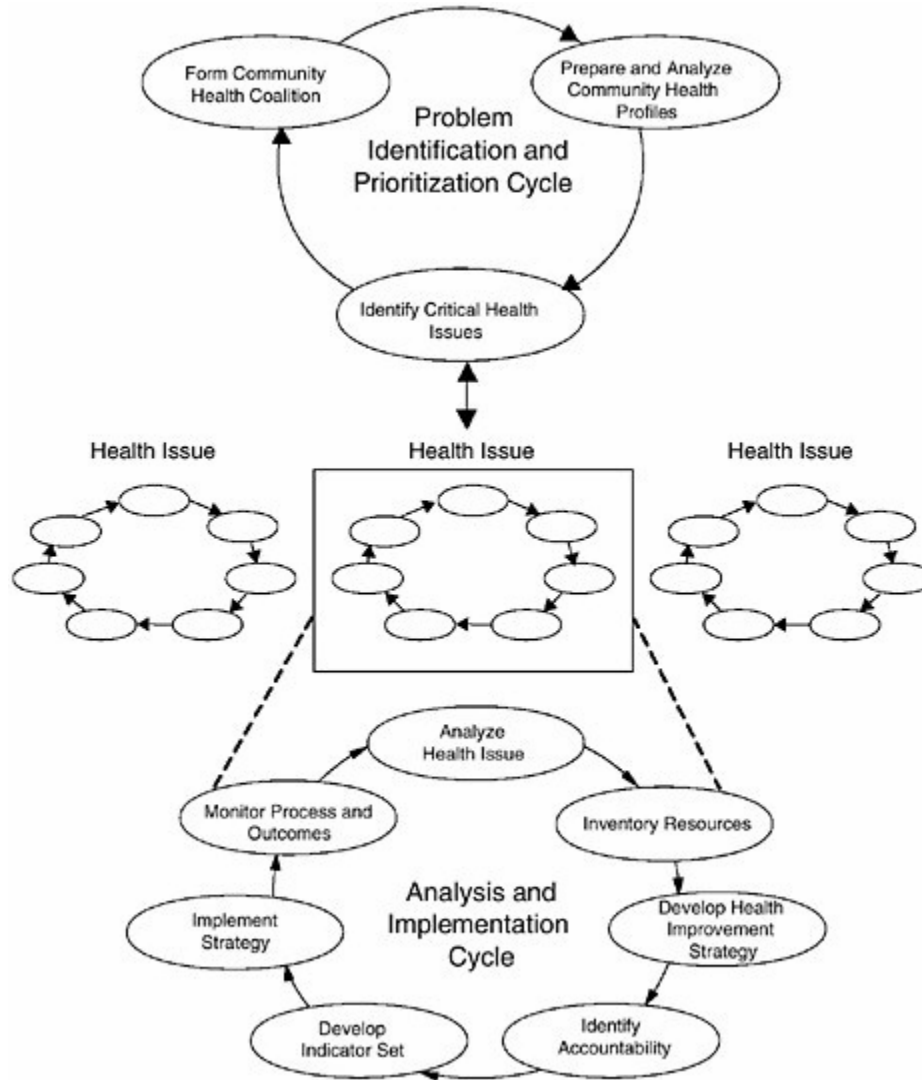 Form Community
Health Coalition
Prepare and Analyze
Community Health
Profiles
Problem
Identification and
Prioritization Cycle
Identify Critical Health
Issues
Health Issue
Health Issue
Health Issue
Analyze
Health Issue
Monitor Process and
Outcomes
Inventory Resources
Analysis and
Implementation
Cycle
Implement
Strategy
Develop Health
Improvement
Strategy
Develop
Indicator Set
Identify
Accountability